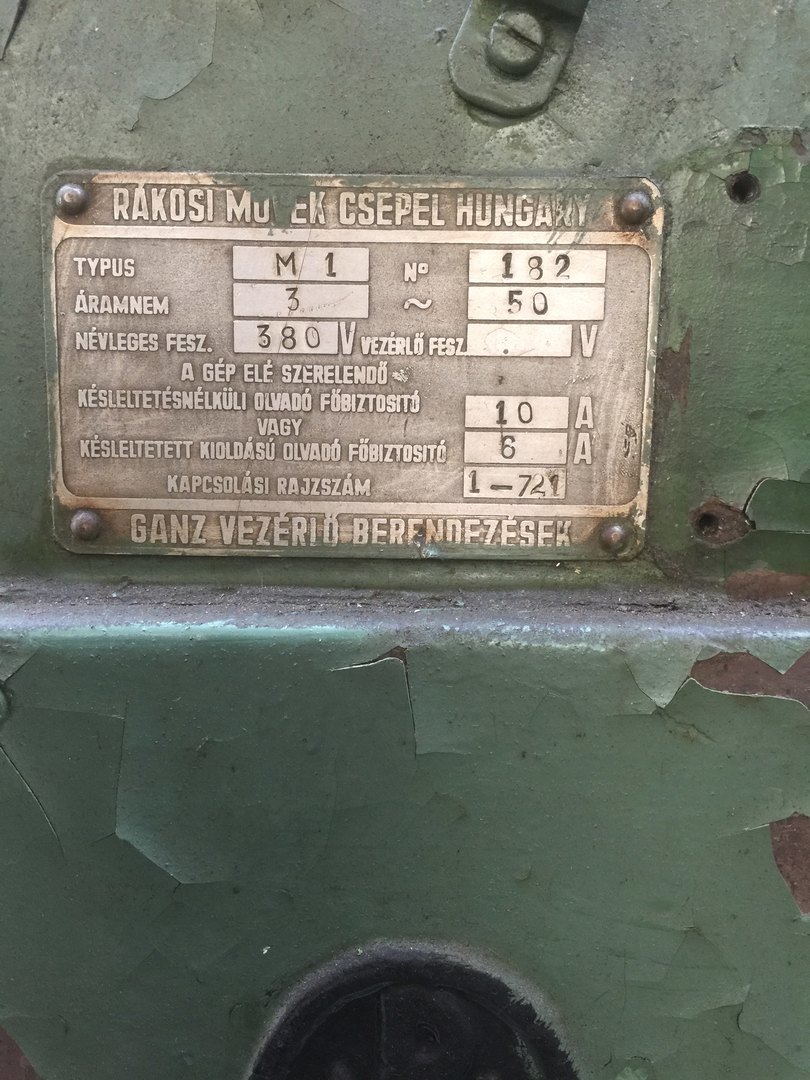 RÁKOSI MŰVEK CSEPEL HUNGARY
TYPUS M 1 Nº 182
ÁRAMNEM 3 ~ 50
NÉVLEGES FESZ. 380 V VEZÉRLŐ FESZ. V
A GÉP ELÉ SZERELENDŐ
KÉSLELTETÉSNÉLKÜLI OLVADÓ FŐBIZTOSITÓ 10 A
VAGY
KÉSLELTETETT KIOLDÁSÚ OLVADÓ FŐBIZTOSITÓ 6 A
KAPCSOLÁSI RAJZSZÁM 1-721
GANZ VEZÉRLŐ BERENDEZÉSEK